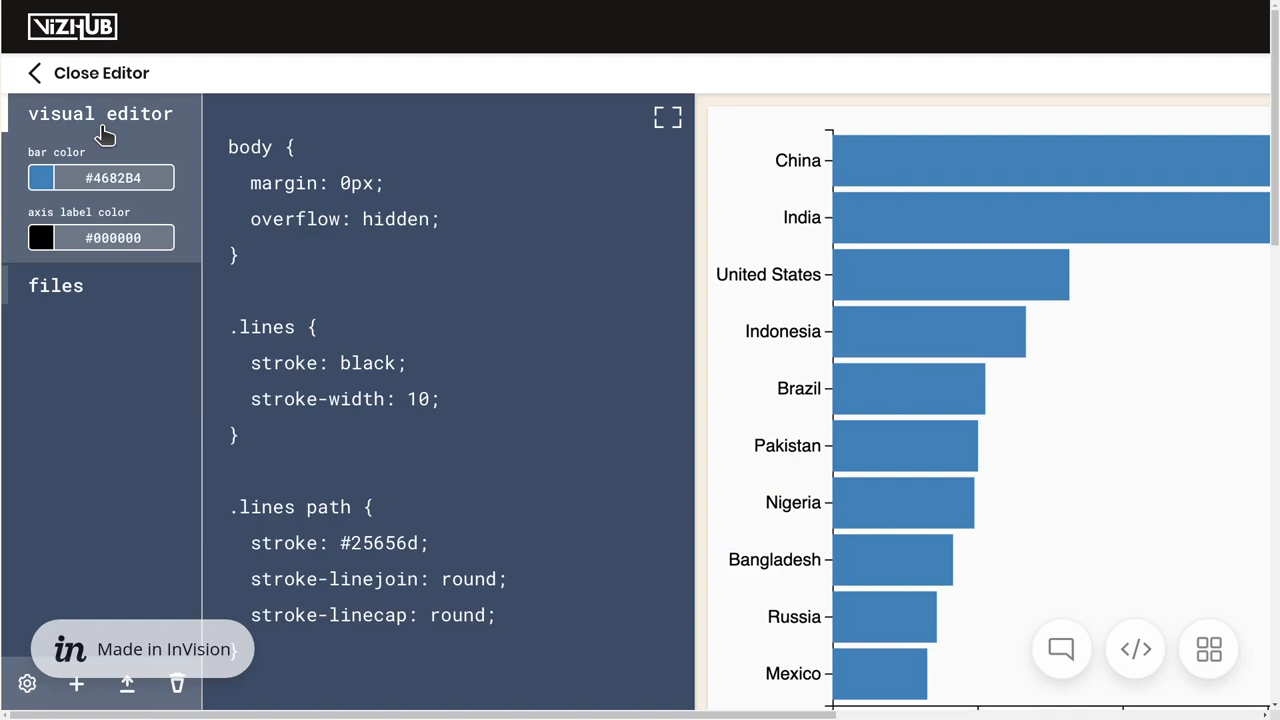 VIZHUB
Close Editor
visual editor
bar color
#4682B4
axis label color
#000000
files
body {
margin: 0px;
overflow: hidden;
}
.lines {
stroke: black;
stroke-width: 10;
}
.lines path {
stroke: #25656d;
stroke-linejoin: round;
stroke-linecap: round;
}
in Made in InVision
China
India
United States
Indonesia
Brazil
Pakistan
Nigeria
Bangladesh
Russia
Mexico